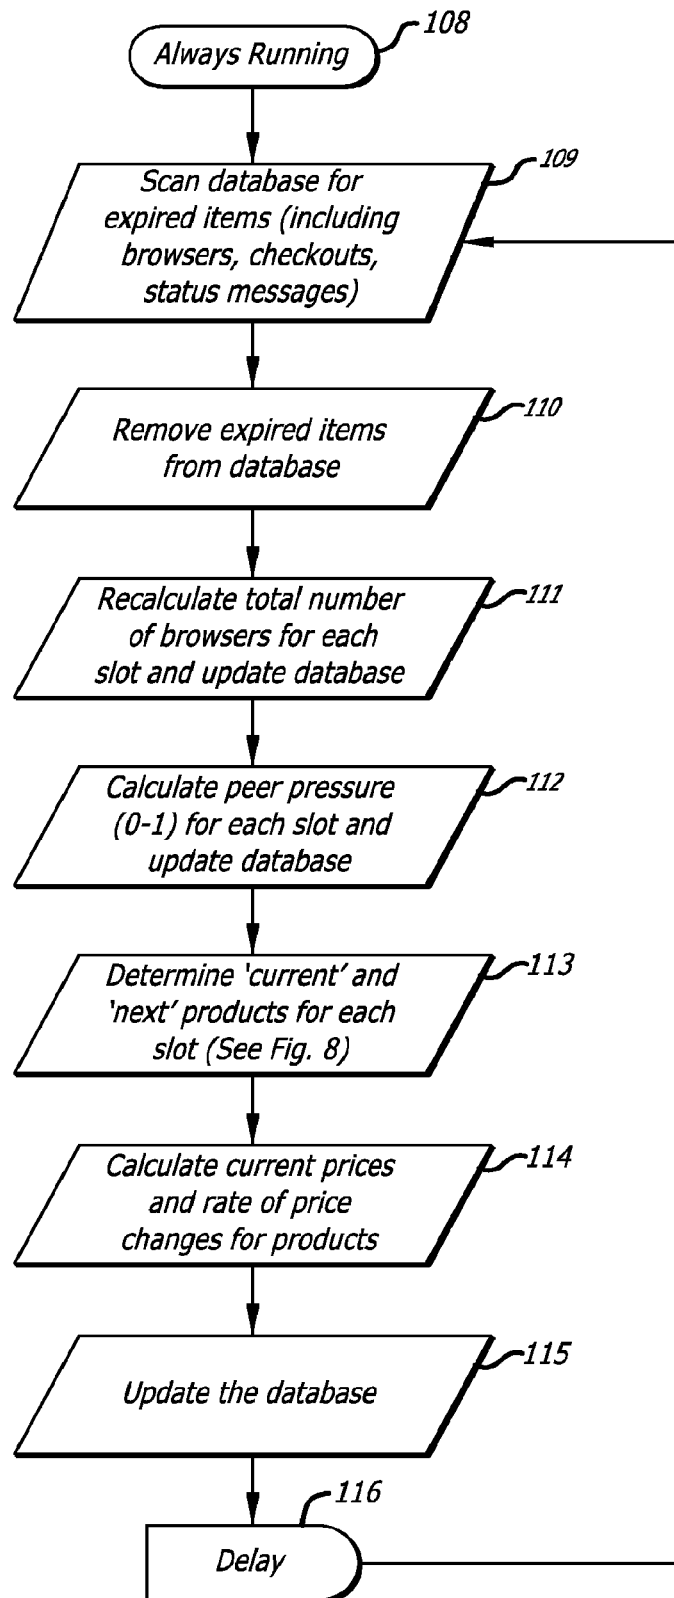 Always Running
108
Scan database for
expired items (including
browsers, checkouts,
status messages)
109
Remove expired items
from database
110
Recalculate total number
of browsers for each
slot and update database
111
Calculate peer pressure
(0-1) for each slot and
update database
112
Determine ‘current’ and
‘next’ products for each
slot (See Fig. 8)
113
Calculate current prices
and rate of price
changes for products
114
Update the database
115
116
Delay